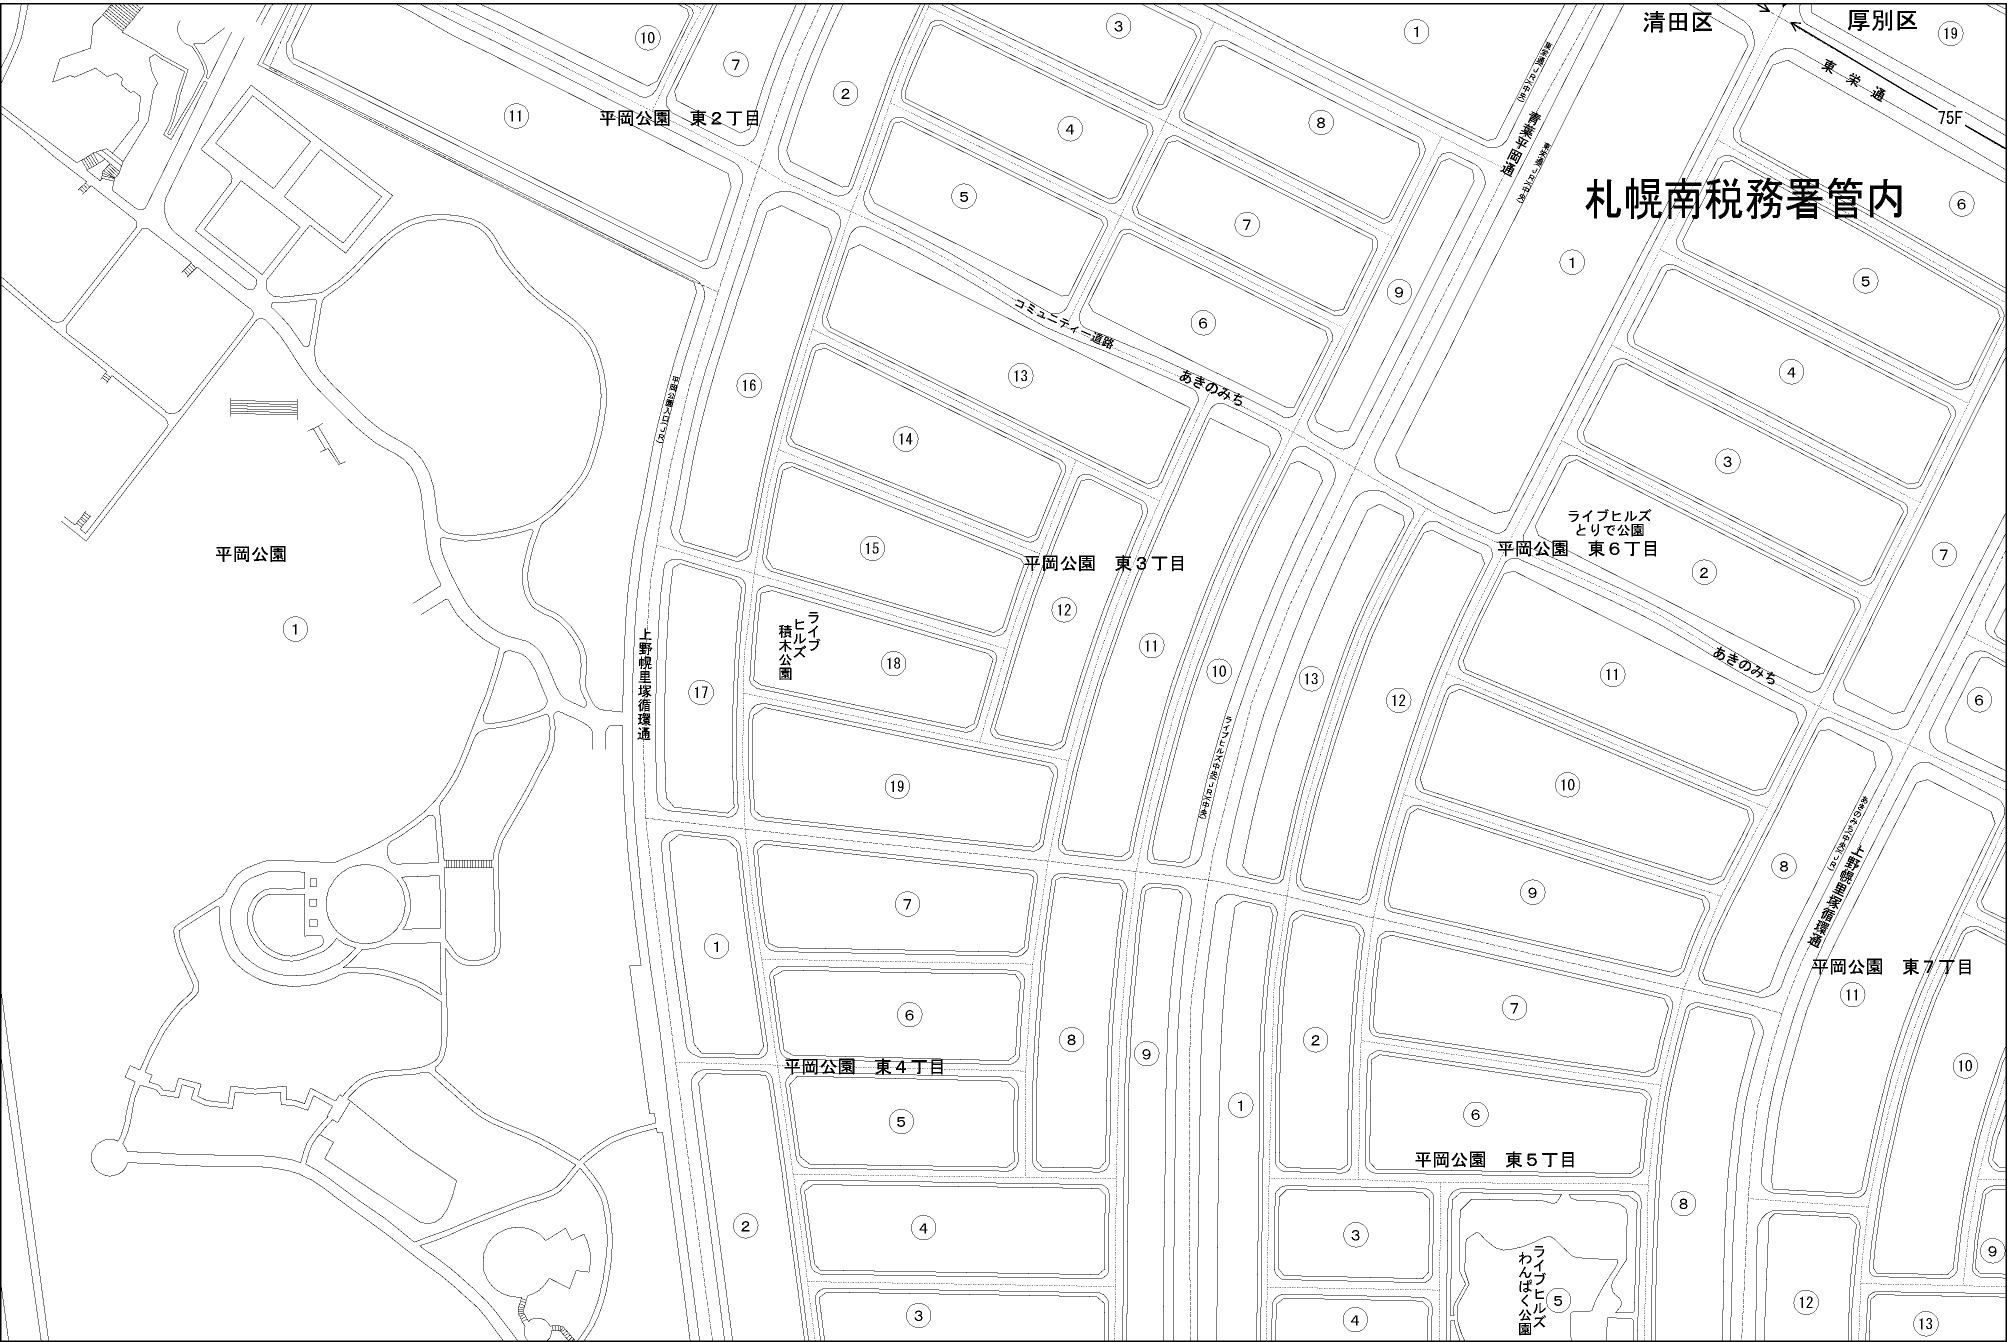 清田区
厚別区
東栄通
75F
札幌南税務署管内
平岡公園 東２丁目
青葉平岡通
コミュニティー道路
あきのみち
平岡公園入口(ＪＲ)
平岡公園
上野幌里塚循環通
ライブ
ヒルズ
積木公園
平岡公園 東３丁目
ライブヒルズ
とりで公園
平岡公園 東６丁目
あきのみち
上野幌里塚循環通
平岡公園 東７丁目
平岡公園 東４丁目
平岡公園 東５丁目
ライブヒルズ
わんぱく公園
10
7
2
3
1
19
11
4
8
5
7
6
9
1
6
5
4
3
2
7
6
16
13
14
15
12
11
10
13
12
11
10
9
8
17
18
19
1
1
7
6
5
4
3
2
8
9
1
2
7
6
3
4
5
8
11
10
9
12
13